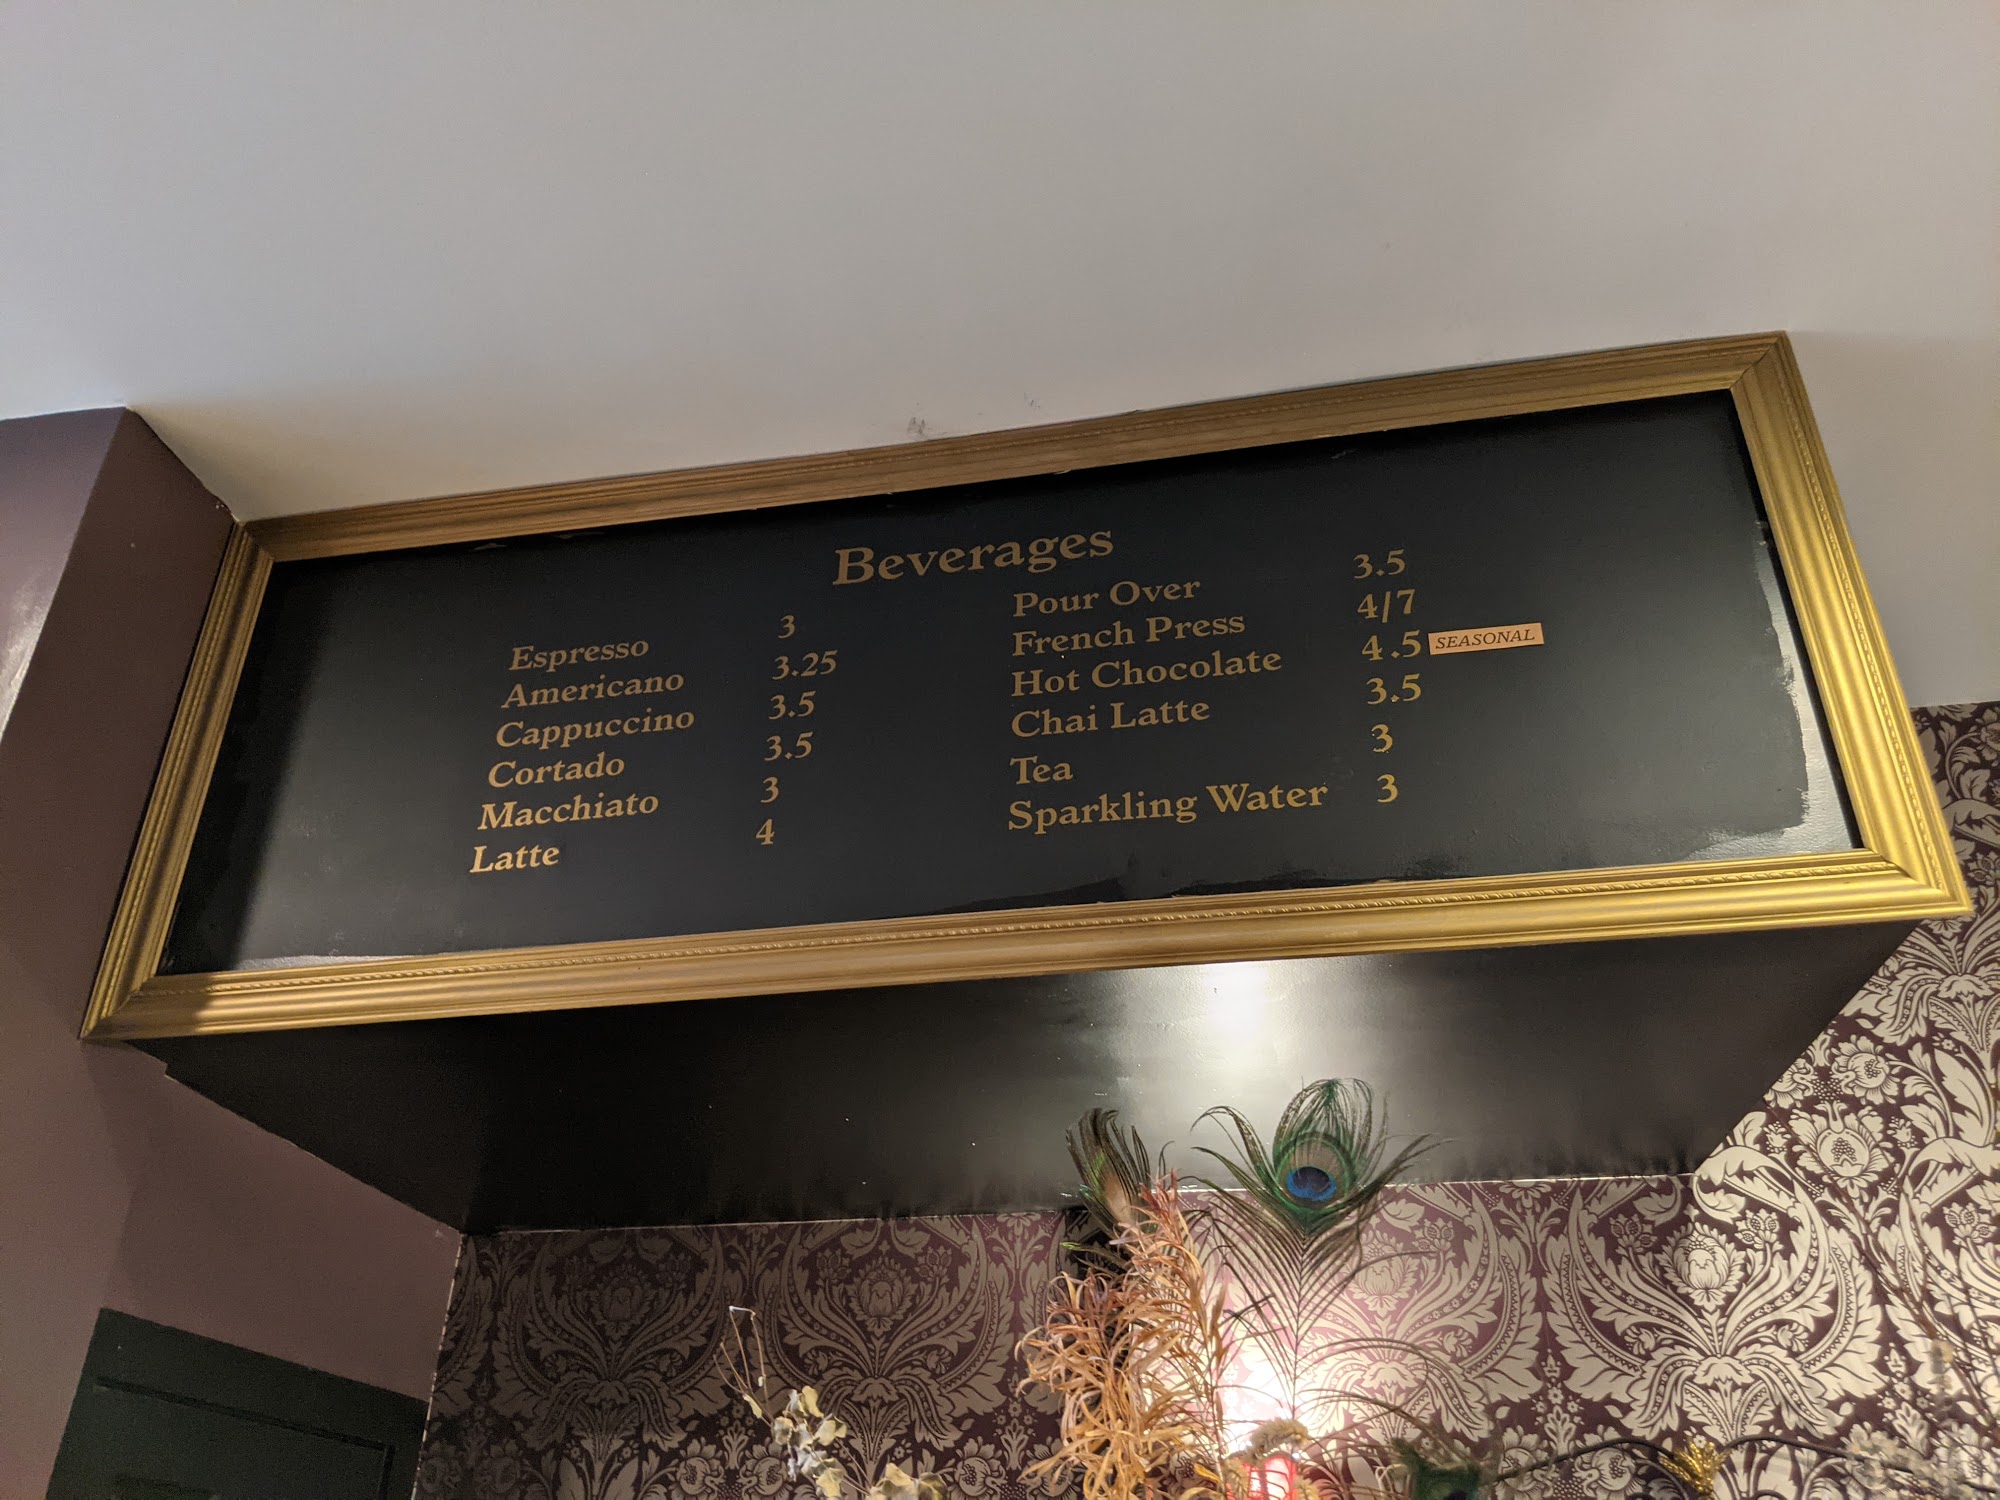 Beverages
Espresso 3
Americano 3.25
Cappuccino 3.5
Cortado 3.5
Macchiato 3
Latte 4
Pour Over 3.5
French Press 4/7
Hot Chocolate 4.5 SEASONAL
Chai Latte 3.5
Tea 3
Sparkling Water 3